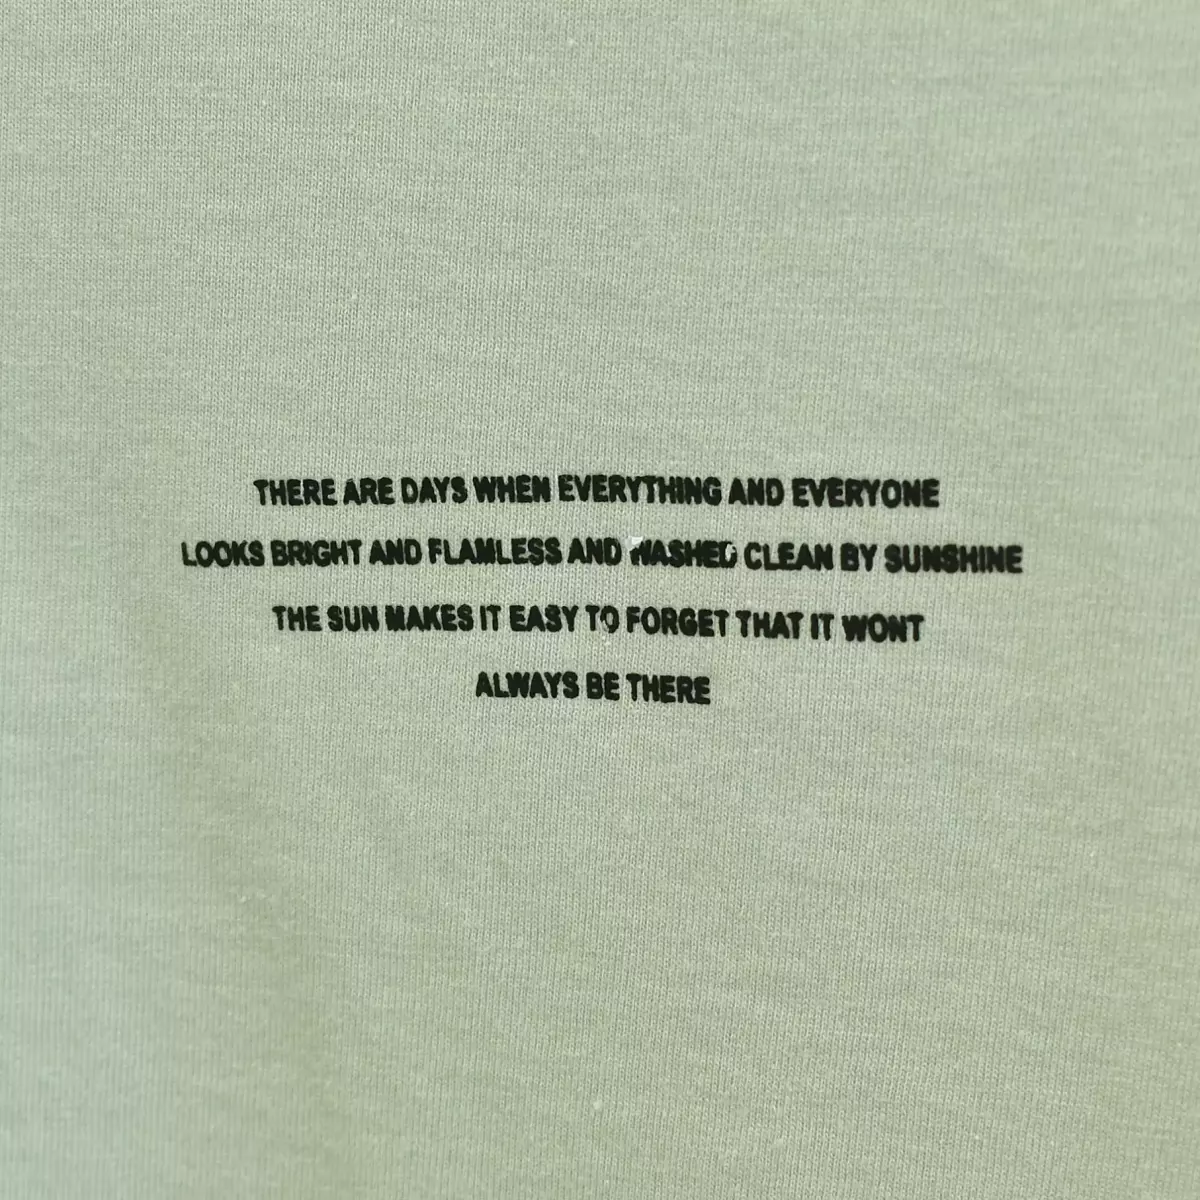 THERE ARE DAYS WHEN EVERYTHING AND EVERYONE
LOOKS BRIGHT AND FLAMLESS AND WASHED CLEAN BY SUNSHINE
THE SUN MAKES IT EASY TO FORGET THAT IT WONT
ALWAYS BE THERE